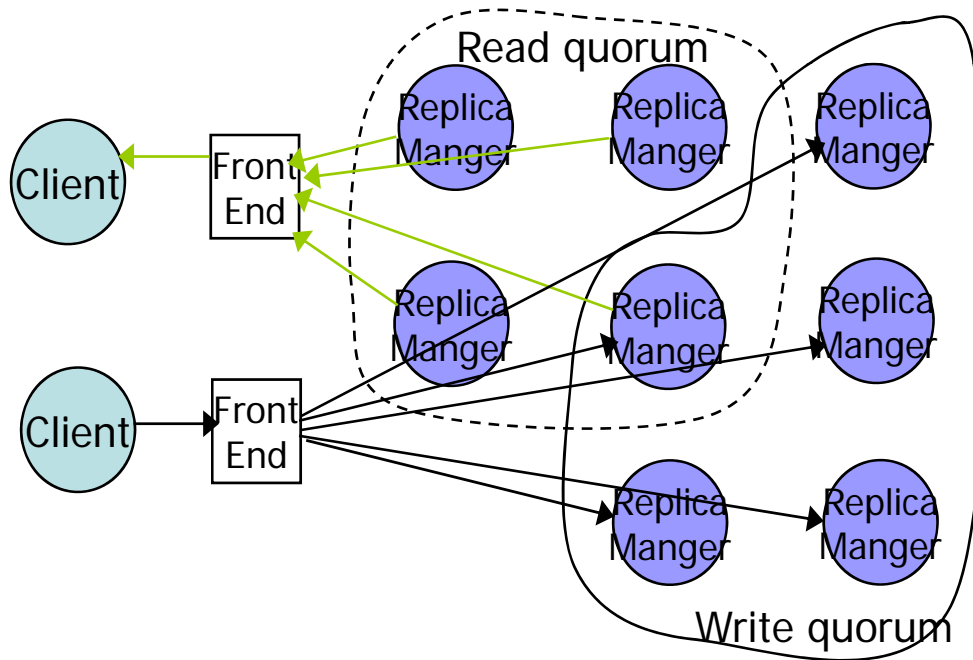 Read quorum
Replica
Manger
Replica
Manger
Replica
Manger
Client
Front
End
Replica
Manger
Replica
Manger
Replica
Manger
Client
Front
End
Replica
Manger
Replica
Manger
Write quorum